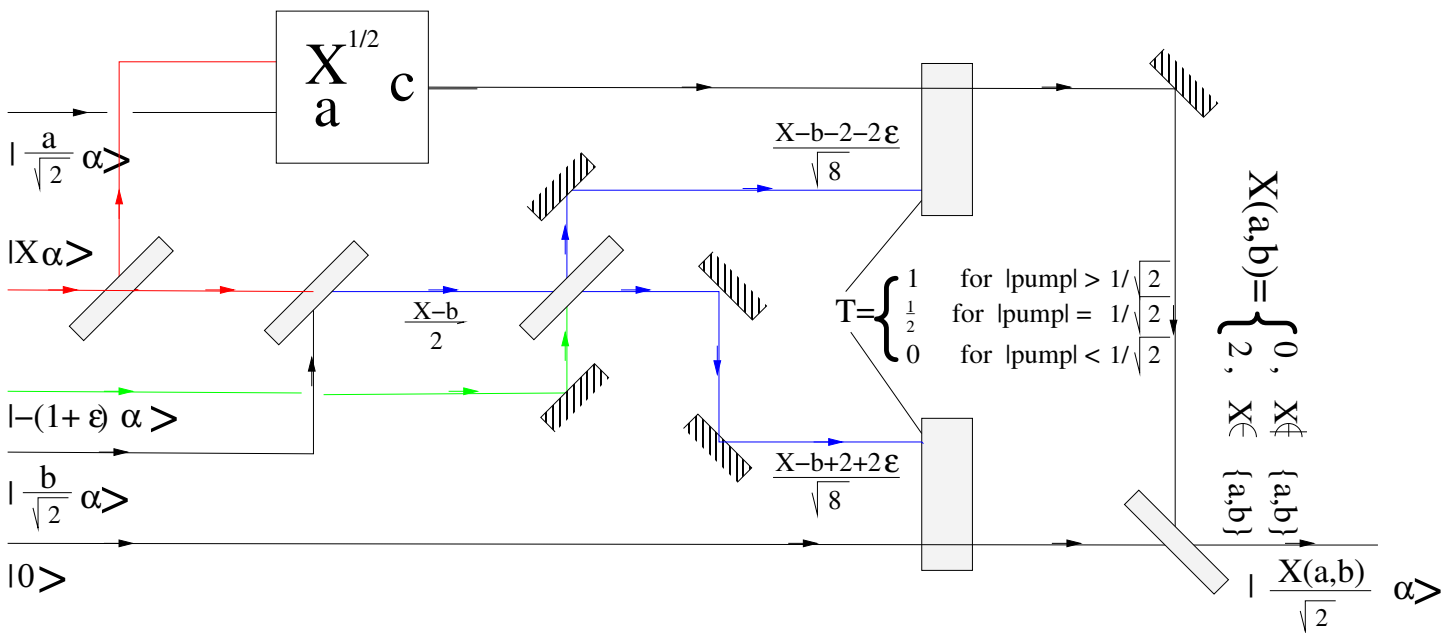 X^{1/2}
a
c
|a/√2 α>
|Xα>
|−(1+ε) α>
|b/√2 α>
|0>
X−b/2
X−b−2−2ε/√8
X−b+2+2ε/√8
T={
1 for |pump| > 1/√2
1/2 for |pump| = 1/√2
0 for |pump| < 1/√2
X(a,b)={
0, X∉ {a,b}
2, X∈ {a,b}
|X(a,b)/√2 α>